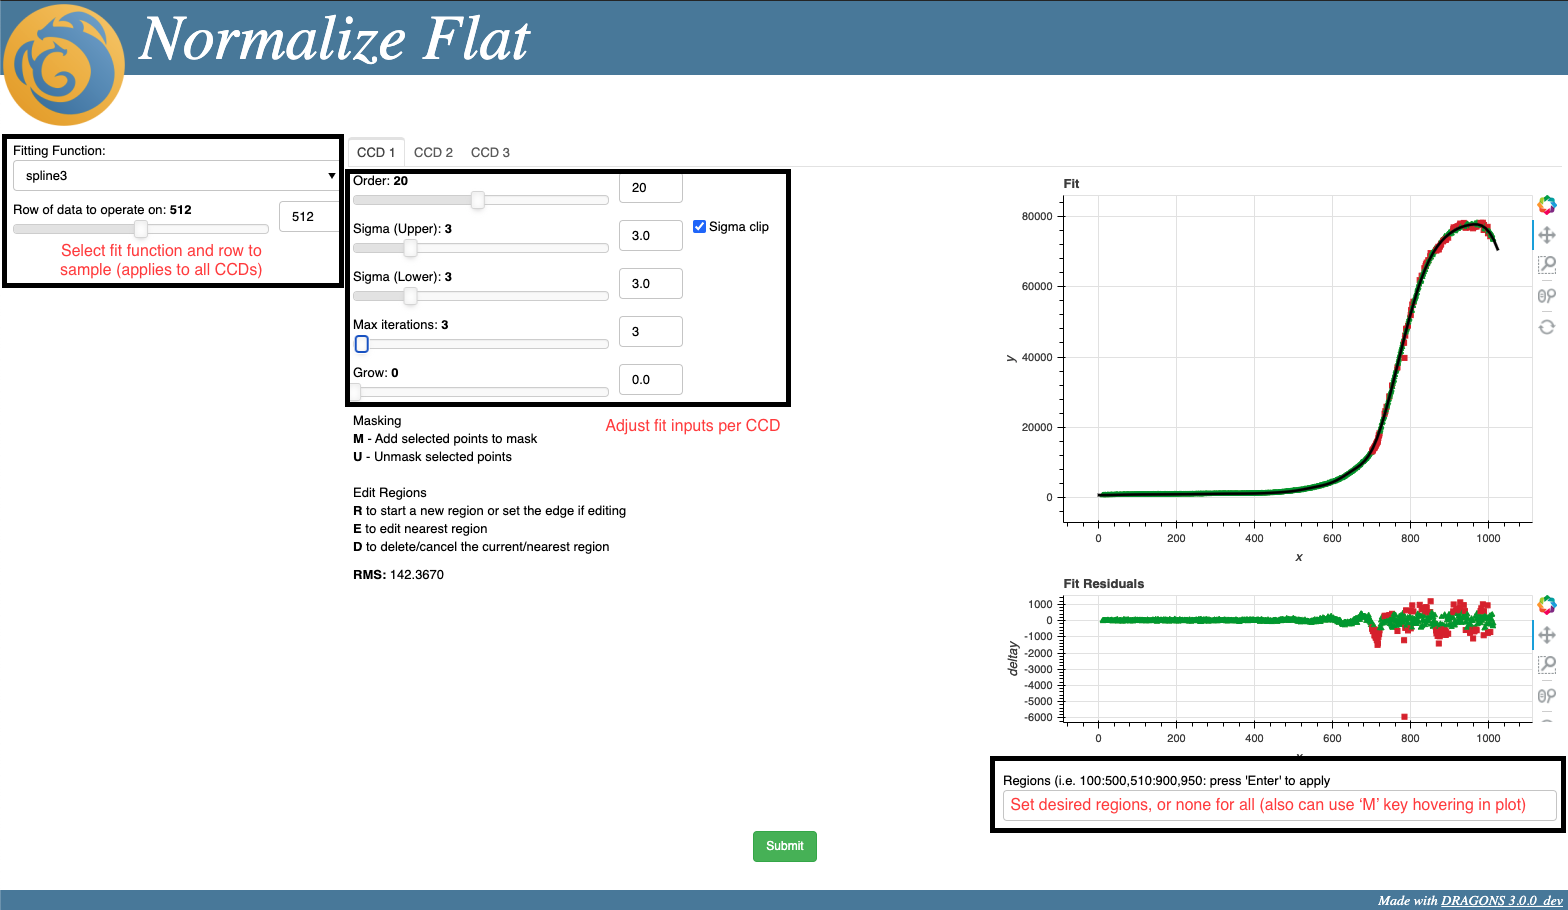 Normalize Flat
Fitting Function:
spline3
Row of data to operate on: 512
512
Select fit function and row to
sample (applies to all CCDs)
CCD 1 CCD 2 CCD 3
Order: 20
20
Sigma (Upper): 3
3.0
Sigma clip
Sigma (Lower): 3
3.0
Max iterations: 3
3
Grow: 0
0.0
Adjust fit inputs per CCD
Masking
M - Add selected points to mask
U - Unmask selected points
Edit Regions
R to start a new region or set the edge if editing
E to edit nearest region
D to delete/cancel the current/nearest region
RMS: 142.3670
Fit
80000
60000
40000
20000
0
y
0 200 400 600 800 1000
x
Fit Residuals
1000
0
-1000
-2000
-3000
-4000
-5000
-6000
deltay
0 200 400 600 800 1000
Regions (i.e. 100:500,510:900,950: press 'Enter' to apply
Set desired regions, or none for all (also can use ‘M’ key hovering in plot)
Submit
Made with DRAGONS 3.0.0_dev